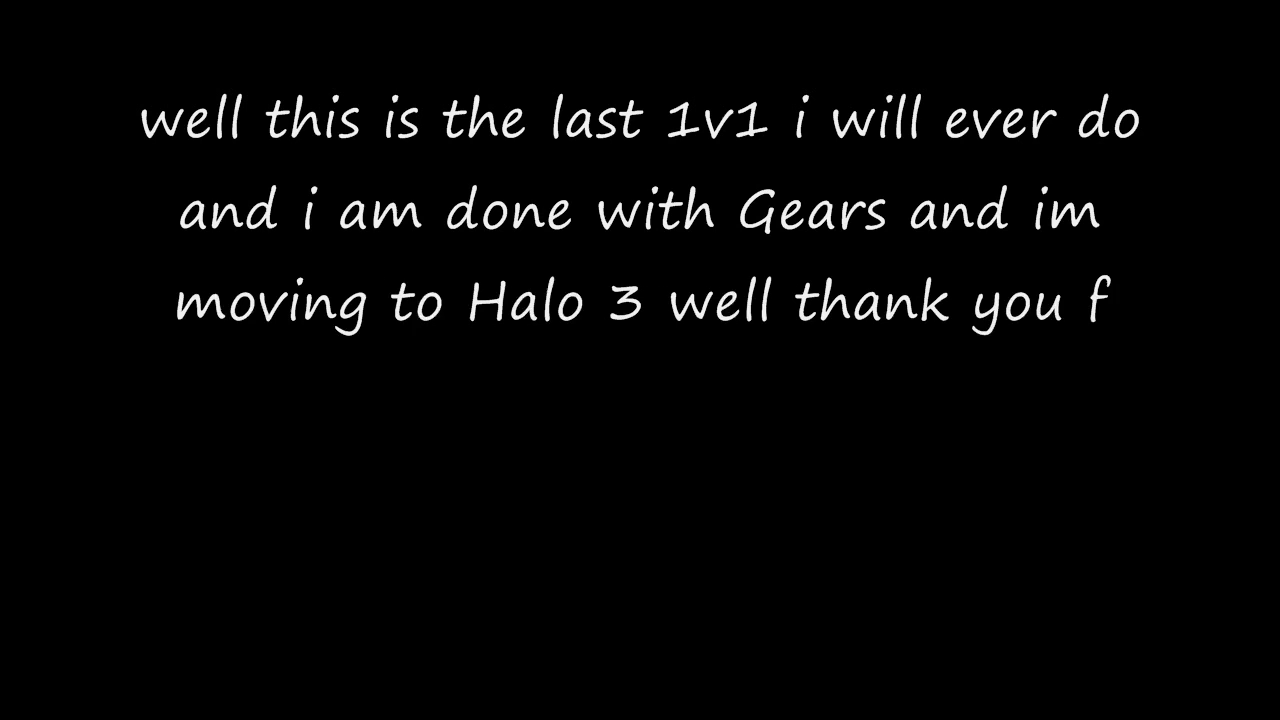 well this is the last 1v1 i will ever do
and i am done with Gears and im
moving to Halo 3 well thank you f